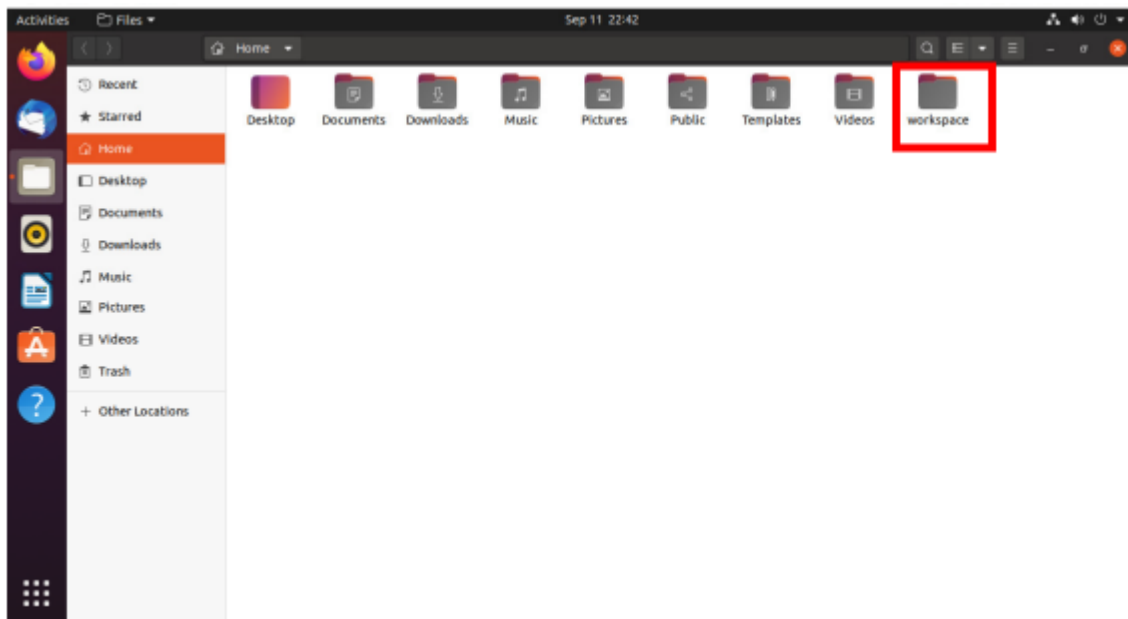 Activities Files Sep 11 22:42
Home
Recent
Starred
Home
Desktop
Documents
Downloads
Music
Pictures
Videos
Trash
Other Locations
Desktop Documents Downloads Music Pictures Public Templates Videos workspace